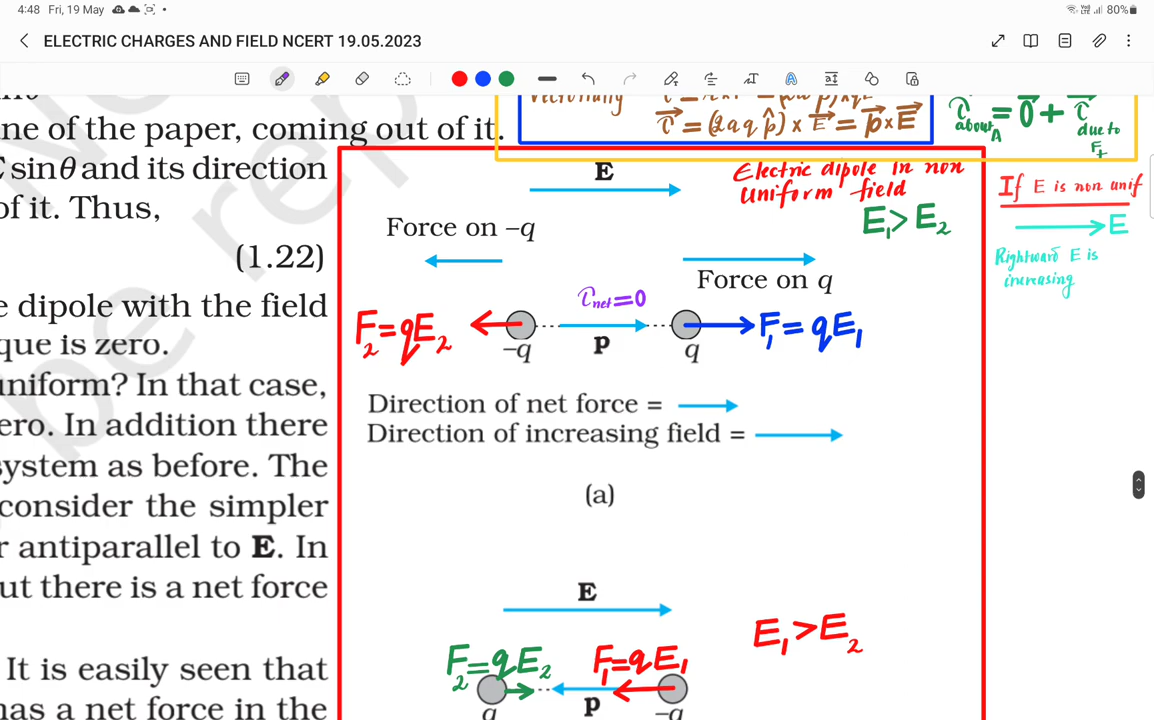 4:48 Fri, 19 May
80%
ELECTRIC CHARGES AND FIELD NCERT 19.05.2023
ne of the paper, coming out of it.
sinθ and its direction
of it. Thus,
(1.22)
e dipole with the field
que is zero.
uniform? In that case,
ero. In addition there
system as before. The
consider the simpler
r antiparallel to E. In
ut there is a net force
It is easily seen that
has a net force in the
Vectorially
τ⃗ = (2aq p̂) × E⃗ = p⃗ × E⃗
τ⃗ about A = 0⃗ + τ⃗ due to F+
E
Electric dipole in non
uniform field
E₁ > E₂
Force on –q
Force on q
τnet = 0
F₂ = qE₂
–q
p
q
F₁ = qE₁
Direction of net force =
Direction of increasing field =
(a)
If E is non unif
E
Rightward E is
increasing
E
E₁ > E₂
F₂ = qE₂
F₁ = qE₁
q
p
–q